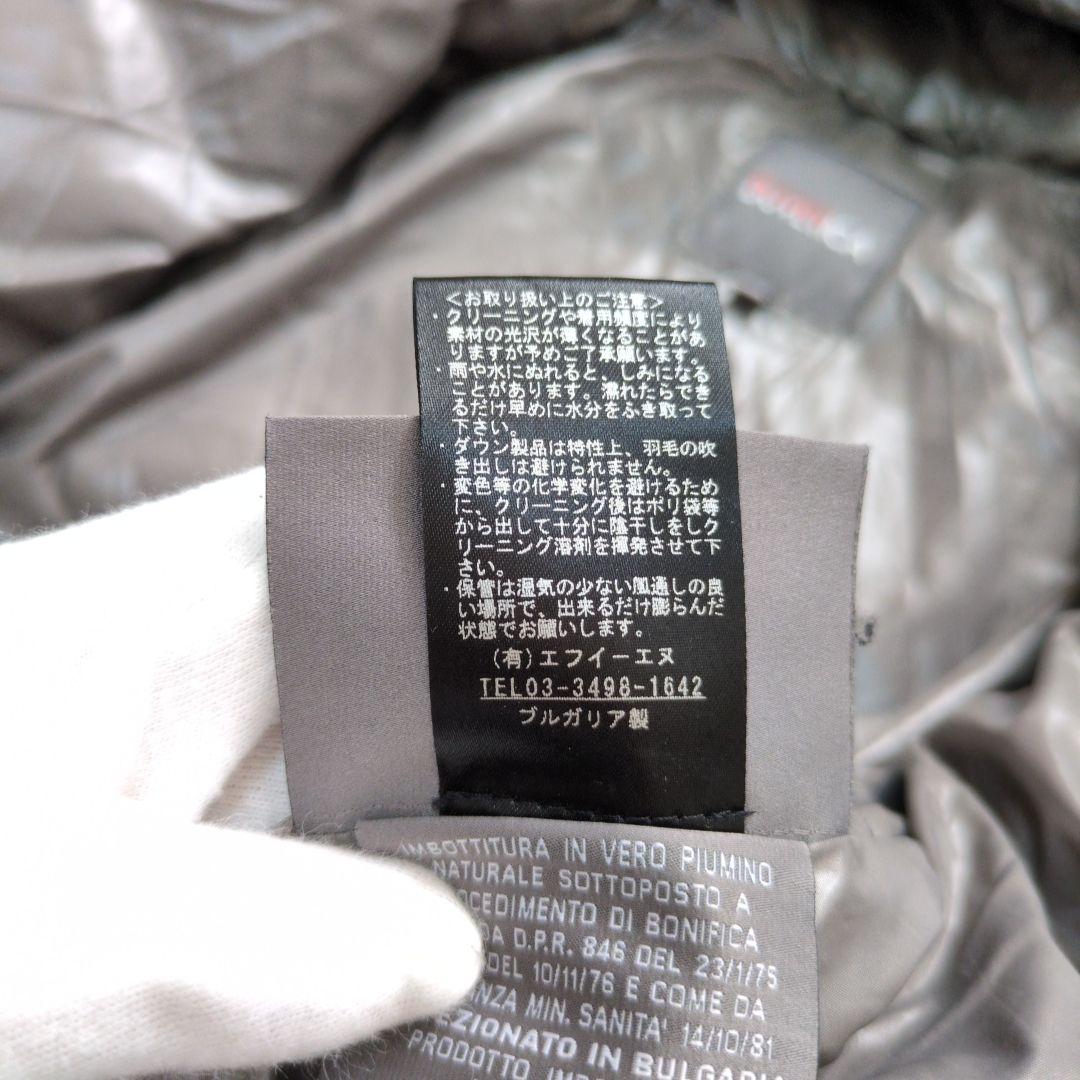 <お取り扱い上のご注意>
・クリーニングや着用頻度により
素材の光沢が薄くなることがあ
りますが予めご了承願います。
・雨や水にぬれると、しみになる
ことがあります。濡れたらでき
るだけ早めに水分をふき取って
下さい。
・ダウン製品は特性上、羽毛の吹
き出しは避けられません。
・変色等の化学変化を避けるため
に、クリーニング後はポリ袋等
から出して十分に陰干しをしク
リーニング溶剤を揮発させて下
さい。
・保管は湿気の少ない風通しの良
い場所で、出来るだけ膨らんだ
状態でお願いします。
(有)エフイーエヌ
TEL03-3498-1642
ブルガリア製
IMBOTTITURA IN VERO PIUMINO
NATURALE SOTTOPOSTO A
DI BONIFICA
D.P.R. 846 DEL 23/1/75
DEL 10/11/76 E COME DA
MIN. SANITA' 14/10/81
IN BULGARIA
PRODOTTO